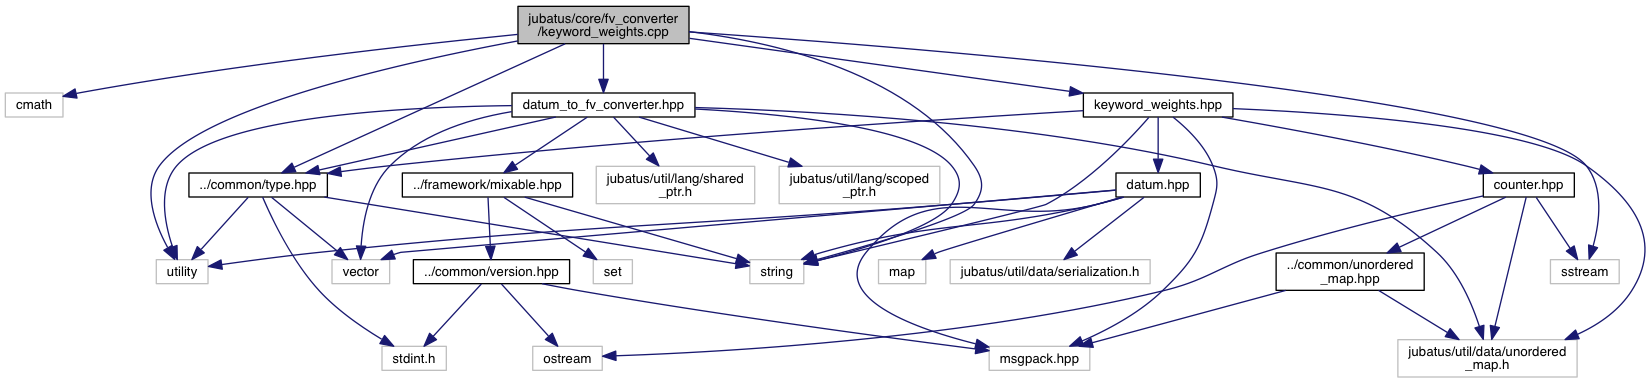 jubatus/core/fv_converter
/keyword_weights.cpp
cmath
datum_to_fv_converter.hpp
keyword_weights.hpp
../common/type.hpp
../framework/mixable.hpp
jubatus/util/lang/shared
_ptr.h
jubatus/util/lang/scoped
_ptr.h
datum.hpp
counter.hpp
utility
vector
../common/version.hpp
set
string
map
jubatus/util/data/serialization.h
../common/unordered
_map.hpp
sstream
stdint.h
ostream
msgpack.hpp
jubatus/util/data/unordered
_map.h